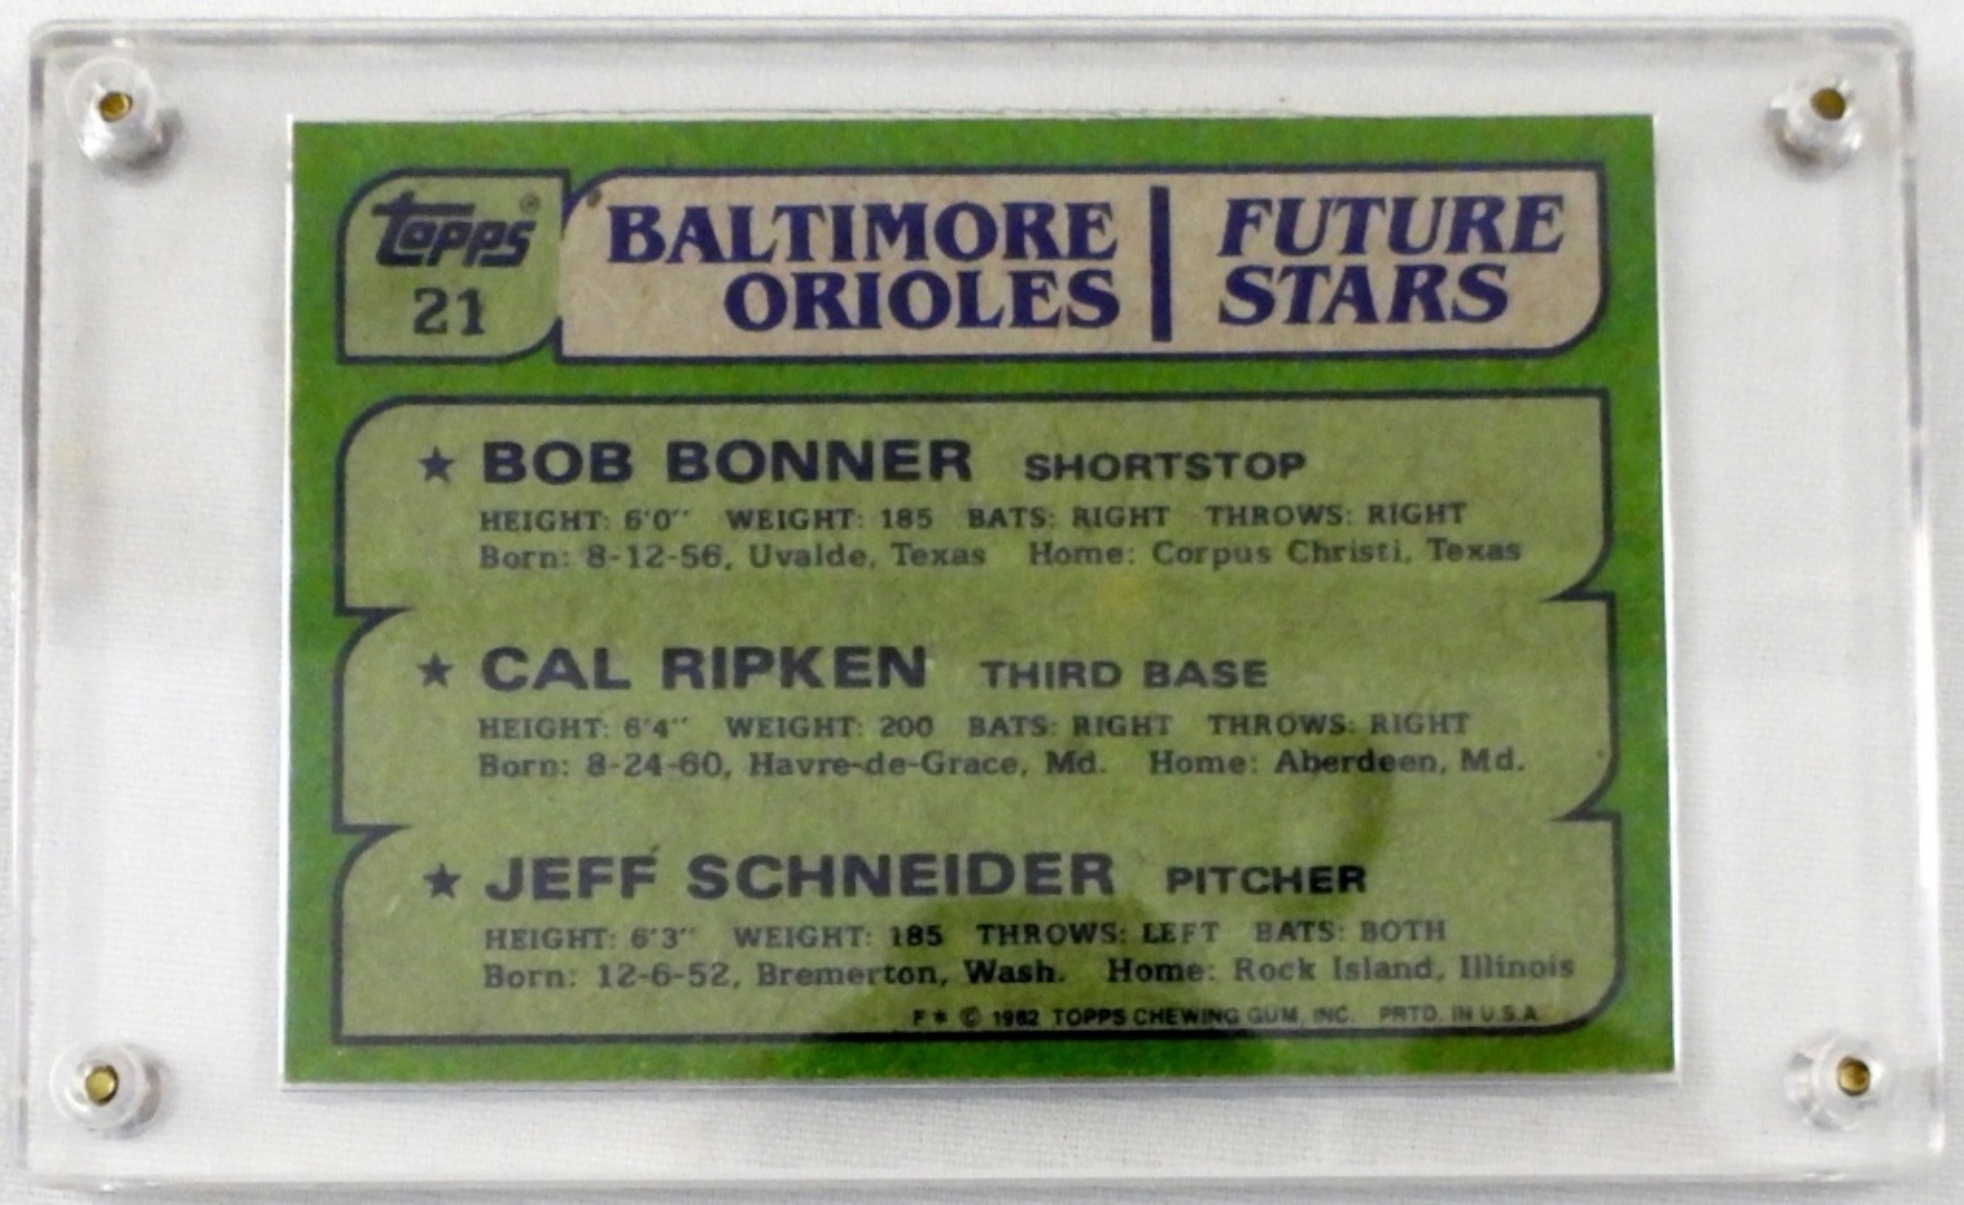 Topps®
21
BALTIMORE ORIOLES
FUTURE STARS
★ BOB BONNER SHORTSTOP
HEIGHT: 6'0" WEIGHT: 185 BATS: RIGHT THROWS: RIGHT
Born: 8-12-56, Uvalde, Texas Home: Corpus Christi, Texas
★ CAL RIPKEN THIRD BASE
HEIGHT: 6'4" WEIGHT: 200 BATS: RIGHT THROWS: RIGHT
Born: 8-24-60, Havre-de-Grace, Md. Home: Aberdeen, Md.
★ JEFF SCHNEIDER PITCHER
HEIGHT: 6'3" WEIGHT: 185 THROWS: LEFT BATS: BOTH
Born: 12-6-52, Bremerton, Wash. Home: Rock Island, Illinois
F* © 1982 TOPPS CHEWING GUM, INC. PRTD. IN U.S.A.